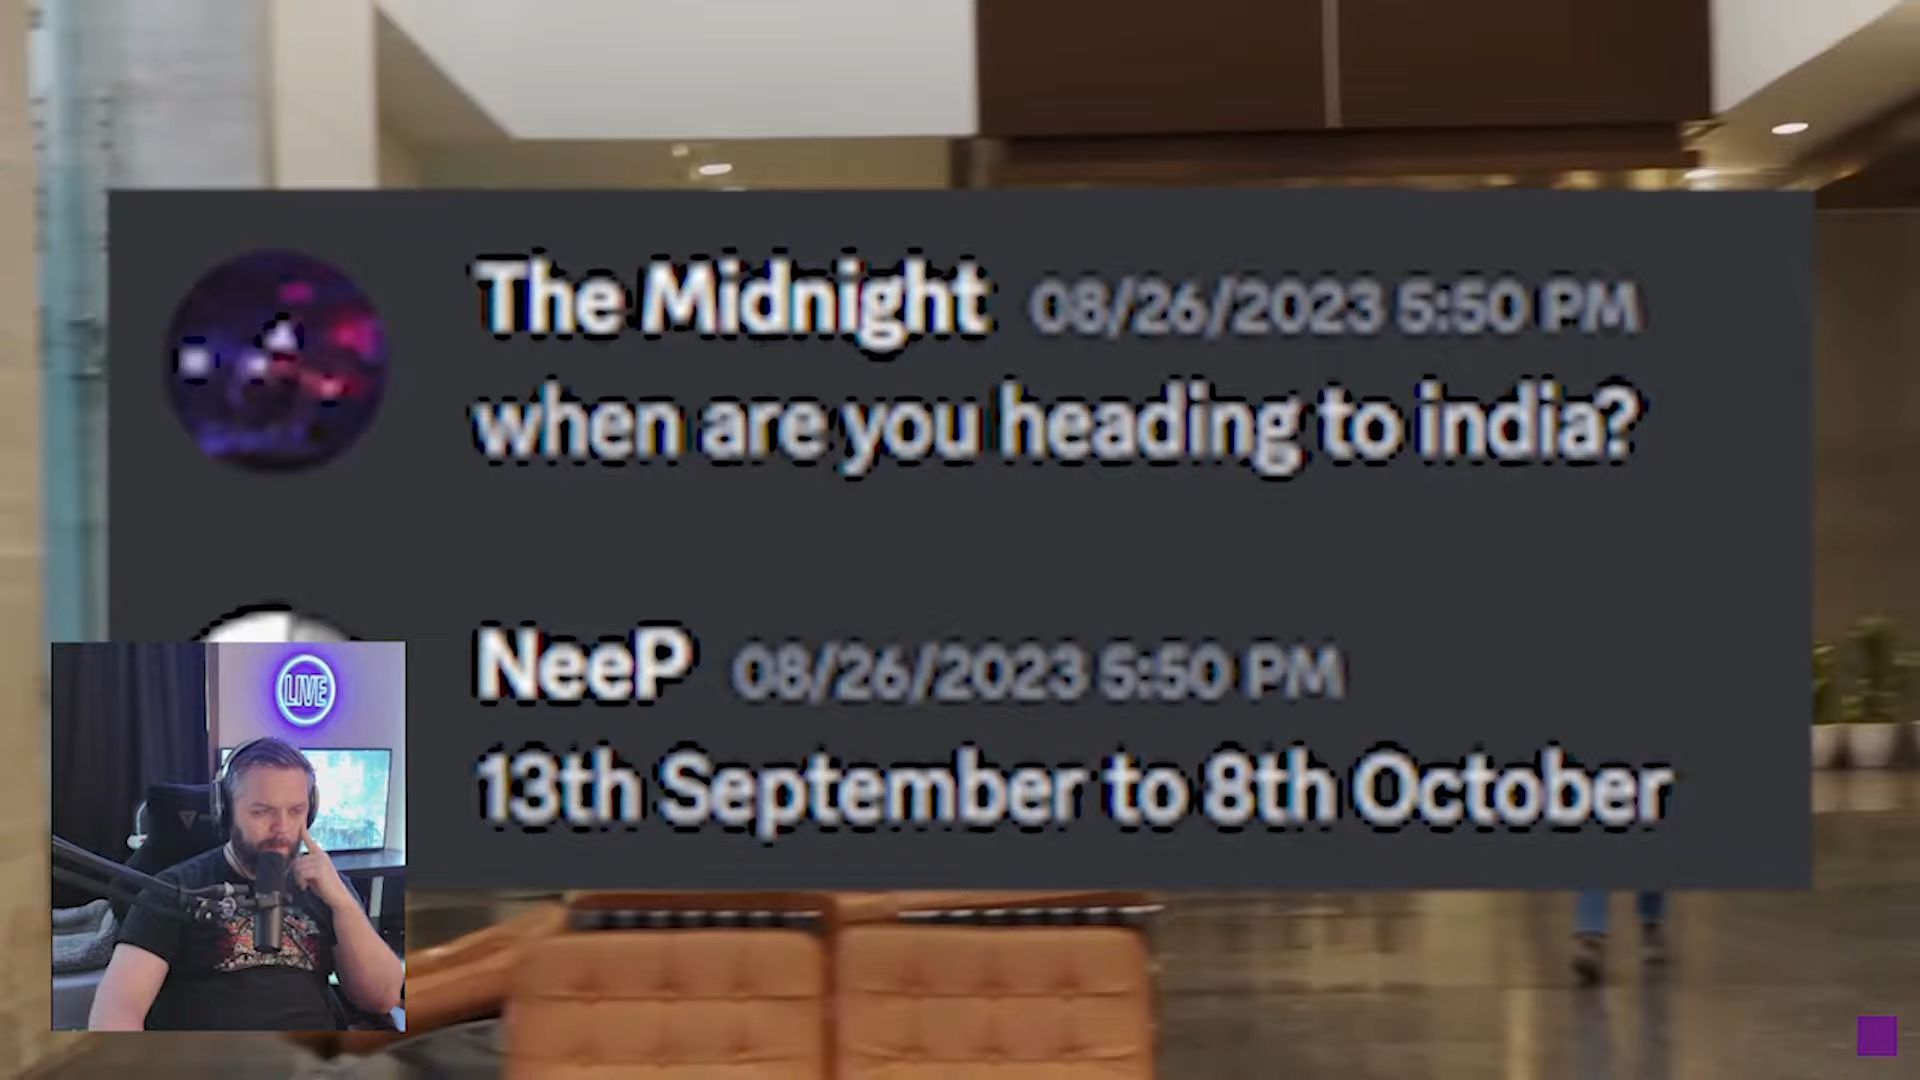 The Midnight 08/26/2023 5:50 PM
when are you heading to india?
NeeP 08/26/2023 5:50 PM
13th September to 8th October
LIVE